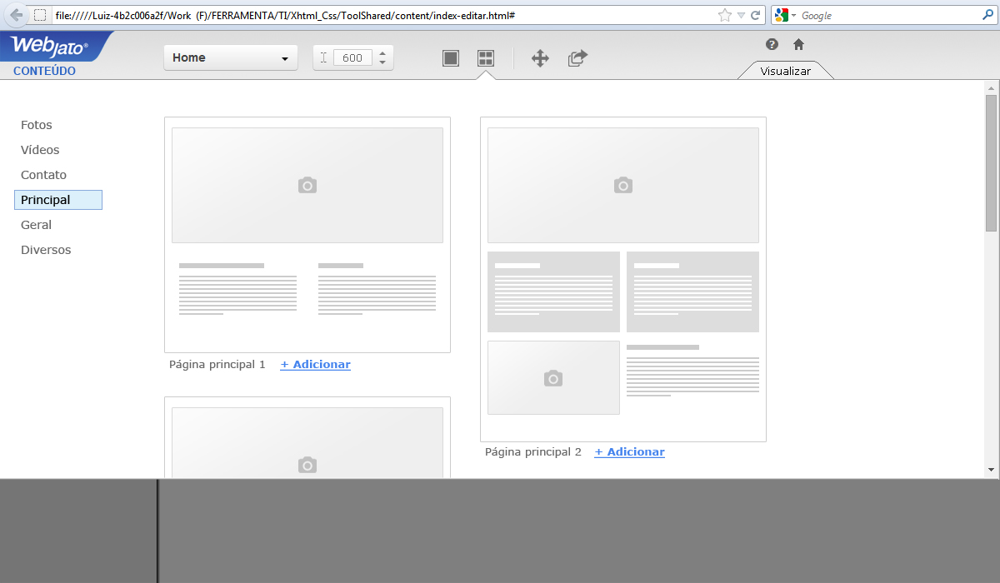 file://///Luiz-4b2c006a2f/Work (F)/FERRAMENTA/TI/Xhtml_Css/ToolShared/content/index-editar.html#
Google
Webjato®
CONTEÚDO
Home
600
?
Visualizar
Fotos
Vídeos
Contato
Principal
Geral
Diversos
Página principal 1 + Adicionar
Página principal 2 + Adicionar